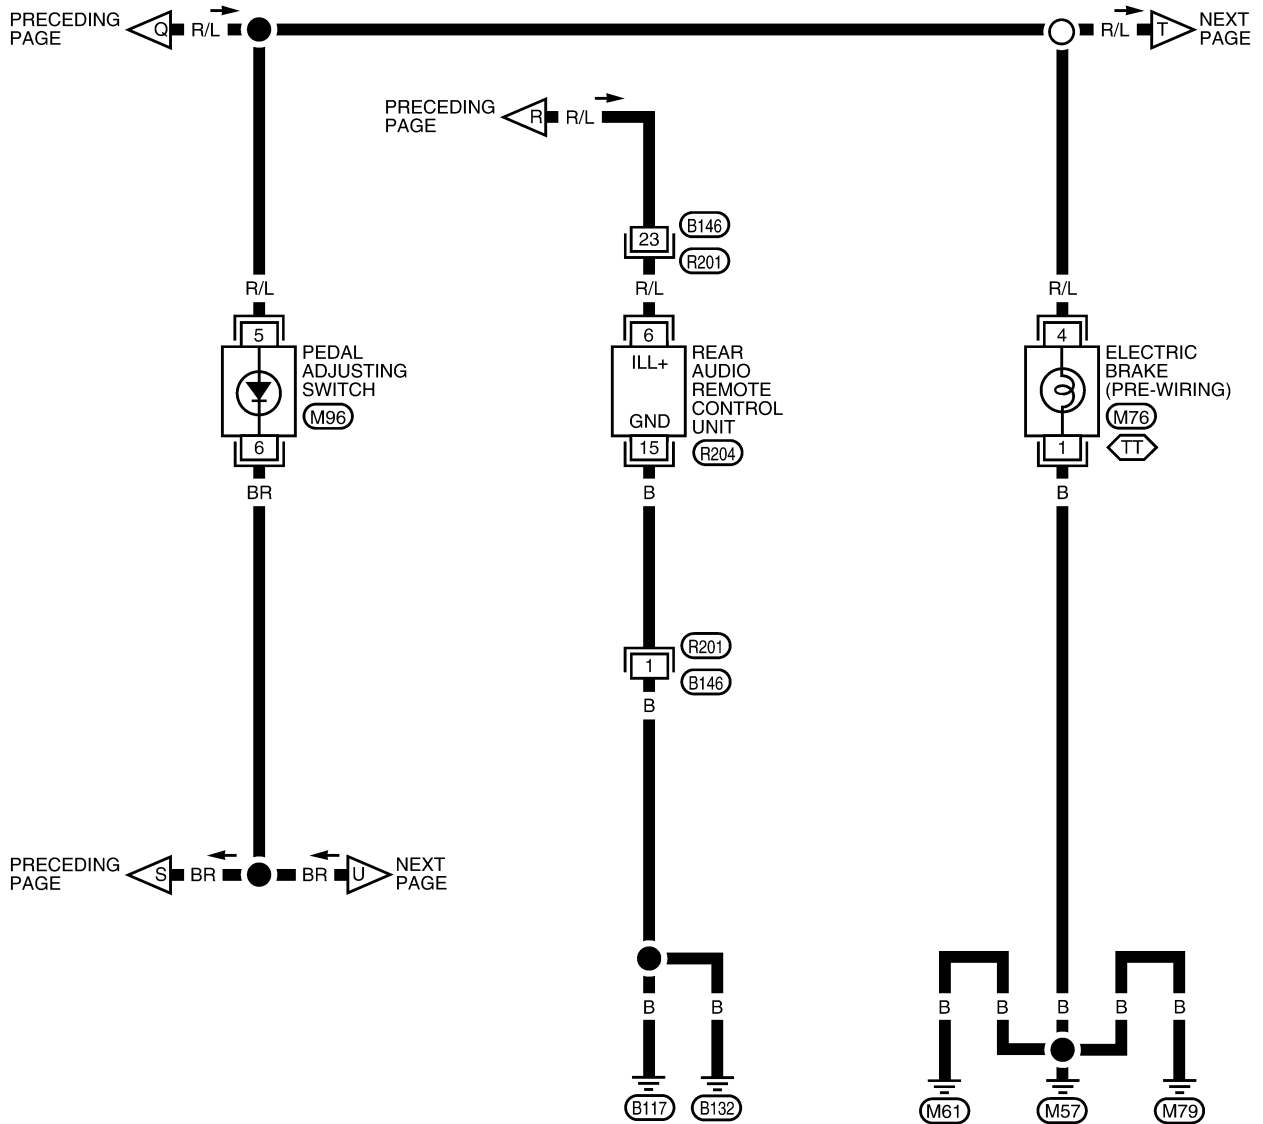 PRECEDING
PAGE
Q
R/L
R/L
T
NEXT
PAGE
PRECEDING
PAGE
R
R/L
23
B146
R201
R/L
R/L
R/L
5
PEDAL
ADJUSTING
SWITCH
M96
6
BR
6
ILL+
GND
15
REAR
AUDIO
REMOTE
CONTROL
UNIT
R204
B
4
ELECTRIC
BRAKE
(PRE-WIRING)
M76
1
TT
B
R201
1
B146
B
PRECEDING
PAGE
S
BR
BR
U
NEXT
PAGE
B
B
B
B
B
B
B
B117
B132
M61
M57
M79